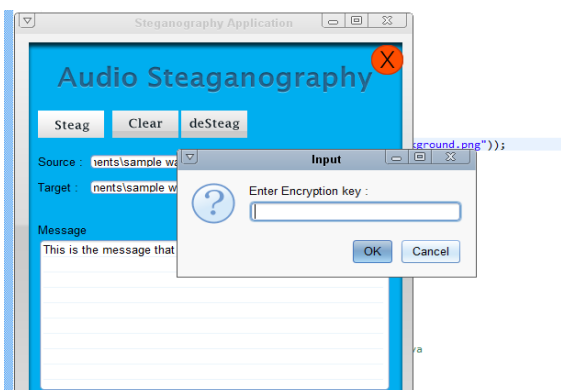 Steganography Application
X
Audio Steaganography
Steag Clear deSteag
kground.png"));
Source : nents\sample wa
Input
Target : nents\sample w
Enter Encryption key :
Message
This is the message that
OK Cancel
va